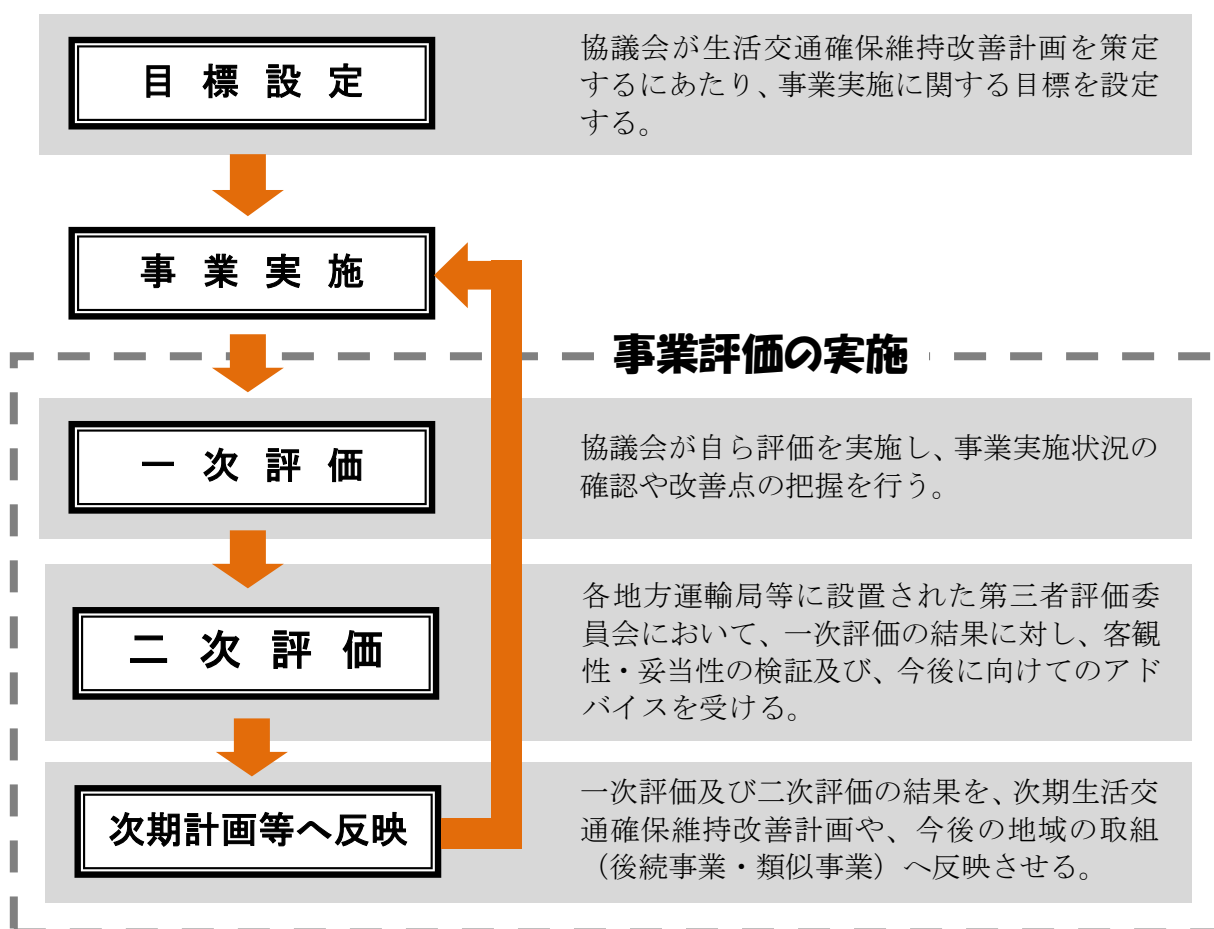 目標設定
協議会が生活交通確保維持改善計画を策定
するにあたり、事業実施に関する目標を設定
する。
事業実施
事業評価の実施
一次評価
協議会が自ら評価を実施し、事業実施状況の
確認や改善点の把握を行う。
二次評価
各地方運輸局等に設置された第三者評価委
員会において、一次評価の結果に対し、客観
性・妥当性の検証及び、今後に向けてのアド
バイスを受ける。
次期計画等へ反映
一次評価及び二次評価の結果を、次期生活交
通確保維持改善計画や、今後の地域の取組
（後続事業・類似事業）へ反映させる。